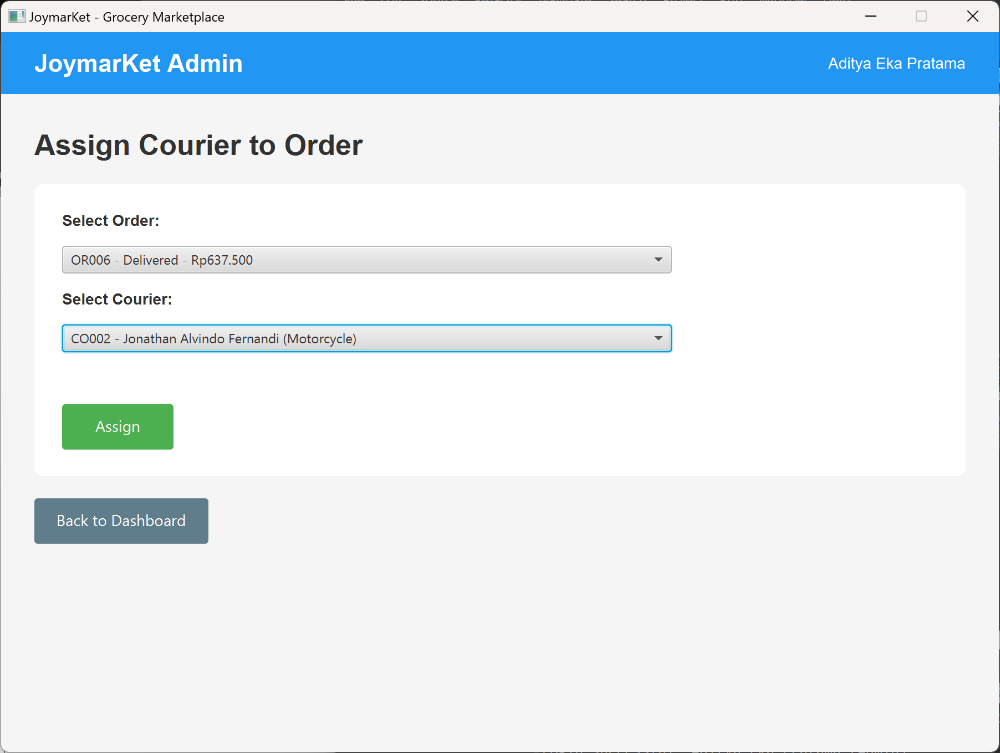 JoymarKet - Grocery Marketplace
JoymarKet Admin
Aditya Eka Pratama
Assign Courier to Order
Select Order:
OR006 - Delivered - Rp637.500
Select Courier:
CO002 - Jonathan Alvindo Fernandi (Motorcycle)
Assign
Back to Dashboard